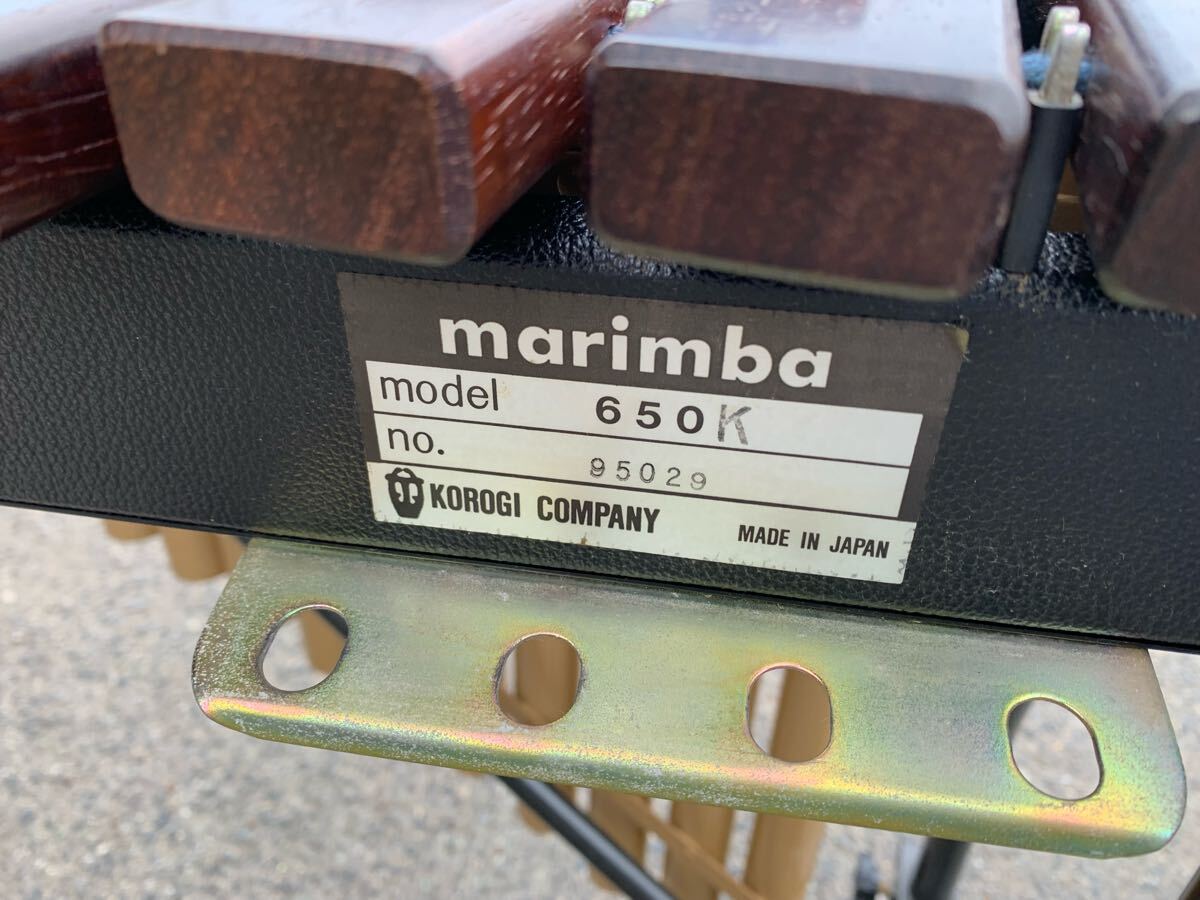 marimba
model 650K
no. 95029
KOROGI COMPANY MADE IN JAPAN